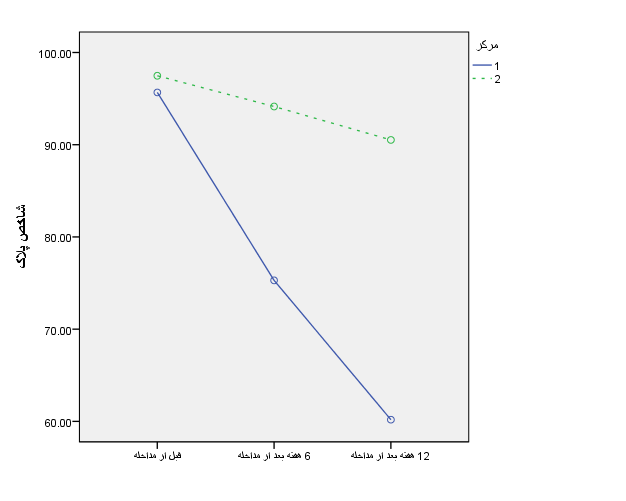 مرکز
1
2
100.00
90.00
80.00
70.00
60.00
شاخص پلاک
قبل از مداخله
6 هفته بعد از مداخله
12 هفته بعد از مداخله